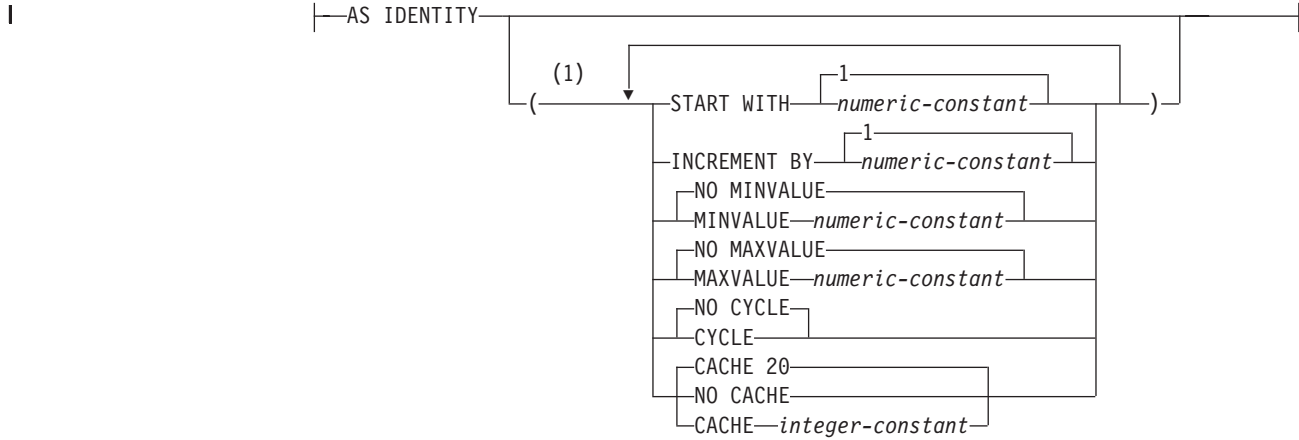 AS IDENTITY
(1)
1
( START WITH numeric-constant )
1
INCREMENT BY numeric-constant
NO MINVALUE
MINVALUE numeric-constant
NO MAXVALUE
MAXVALUE numeric-constant
NO CYCLE
CYCLE
CACHE 20
NO CACHE
CACHE integer-constant